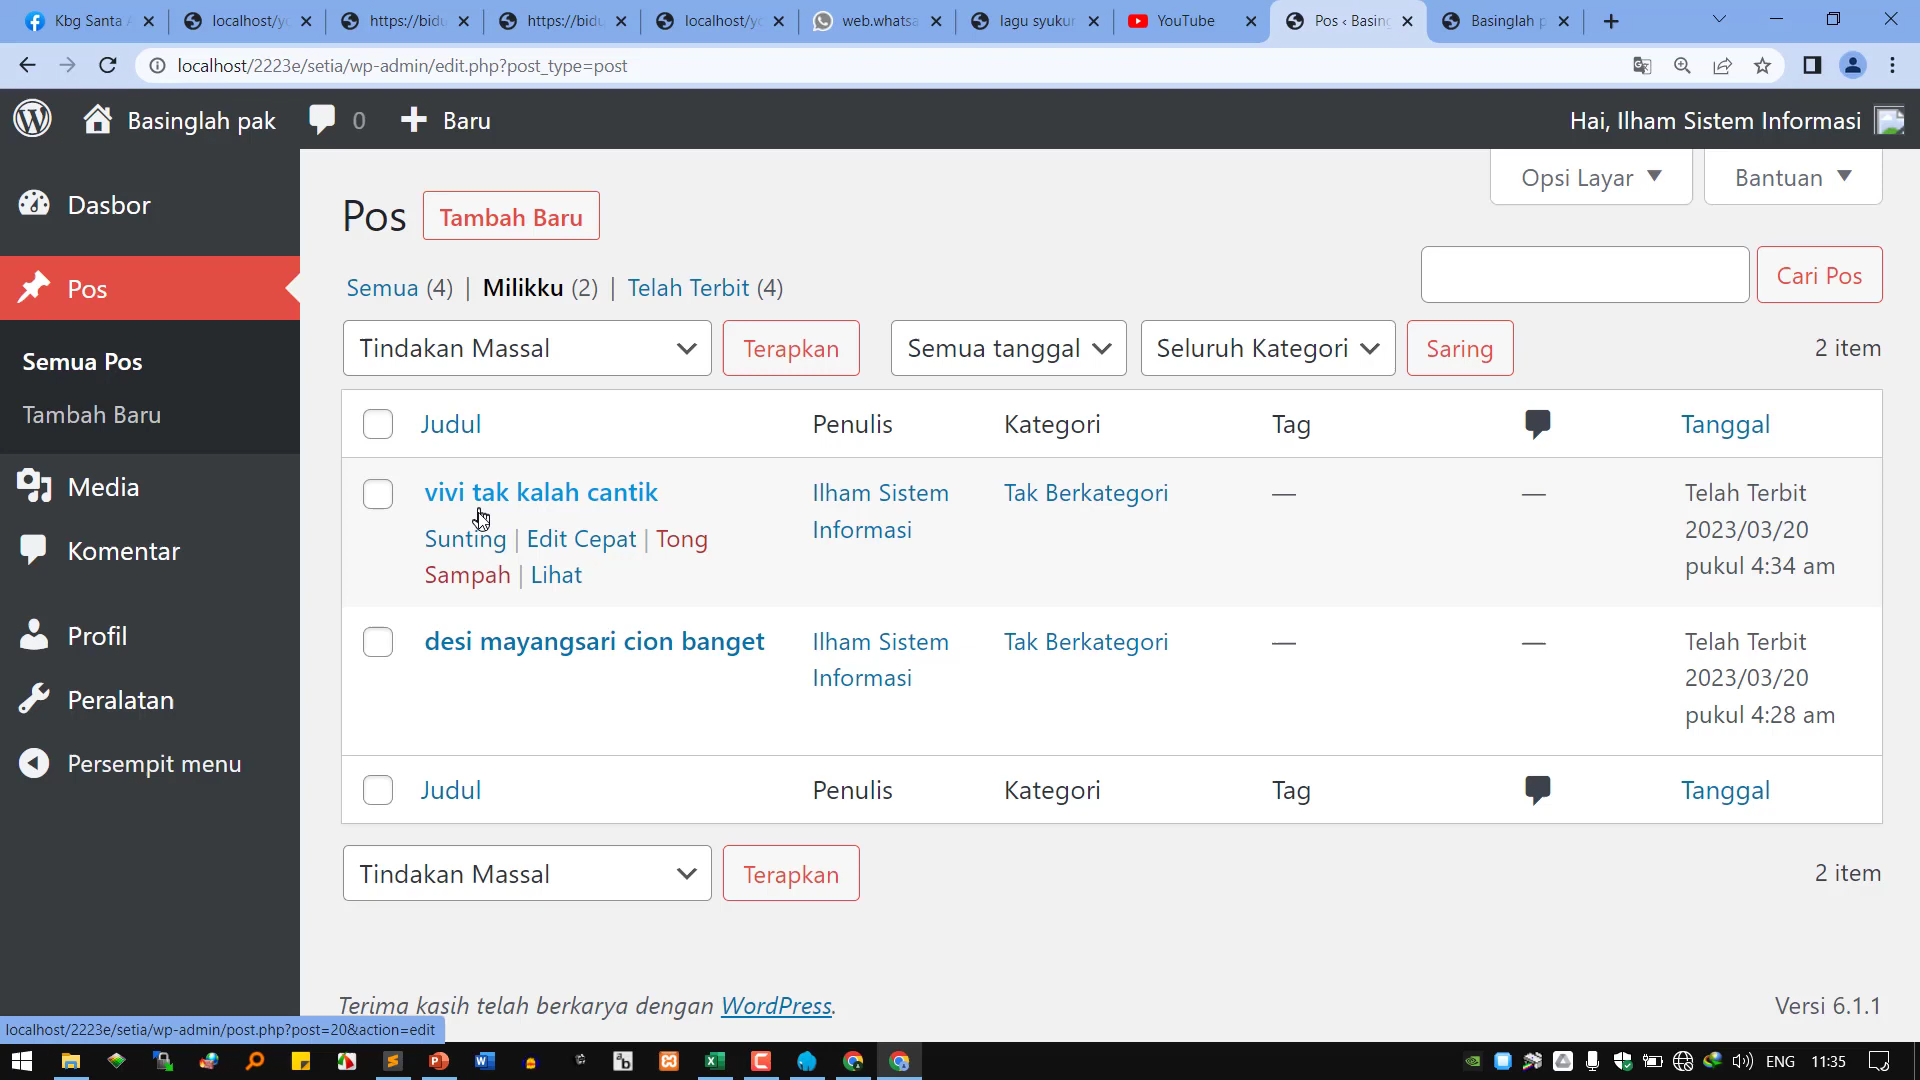 Kbg Santa localhost/yc https://bidu https://bidu localhost/yc web.whatsa lagu syukur YouTube Pos ‹ Basing Basinglah p
localhost/2223e/setia/wp-admin/edit.php?post_type=post
Basinglah pak 0 Baru Hai, Ilham Sistem Informasi
Opsi Layar Bantuan
Dasbor
Pos
Semua Pos
Tambah Baru
Media
Komentar
Profil
Peralatan
Persempit menu
Pos Tambah Baru
Semua (4) | Milikku (2) | Telah Terbit (4) Cari Pos
Tindakan Massal Terapkan Semua tanggal Seluruh Kategori Saring 2 item
Judul Penulis Kategori Tag Tanggal
vivi tak kalah cantik Ilham Sistem Tak Berkategori — — Telah Terbit
Informasi 2023/03/20
Sunting | Edit Cepat | Tong
Sampah | Lihat pukul 4:34 am
desi mayangsari cion banget Ilham Sistem Tak Berkategori — — Telah Terbit
Informasi 2023/03/20
pukul 4:28 am
Judul Penulis Kategori Tag Tanggal
Tindakan Massal Terapkan 2 item
Terima kasih telah berkarya dengan WordPress. Versi 6.1.1
localhost/2223e/setia/wp-admin/post.php?post=20&action=edit
ENG 11:35